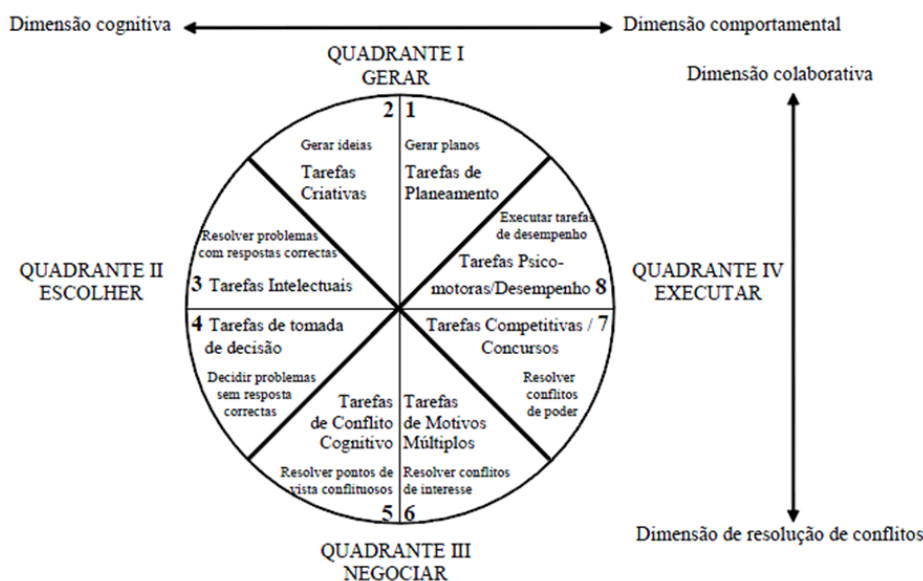 Dimensão cognitiva
Dimensão comportamental
QUADRANTE I
GERAR
Dimensão colaborativa
2
1
Gerar ideias
Tarefas
Criativas
Gerar planos
Tarefas de
Planeamento
Executar tarefas
de desempenho
Tarefas Psico-
motoras/Desempenho 8
QUADRANTE IV
EXECUTAR
QUADRANTE II
ESCOLHER
Resolver problemas
com respostas correctas
3 Tarefas Intelectuais
4 Tarefas de tomada
de decisão
Decidir problemas
sem resposta
correctas
Tarefas Competitivas / 7
Concursos
Resolver
conflitos
de poder
Tarefas
de Conflito
Cognitivo
Resolver pontos de
vista conflituosos
5
Tarefas
de Motivos
Múltiplos
Resolver conflitos
de interesse
6
QUADRANTE III
NEGOCIAR
Dimensão de resolução de conflitos